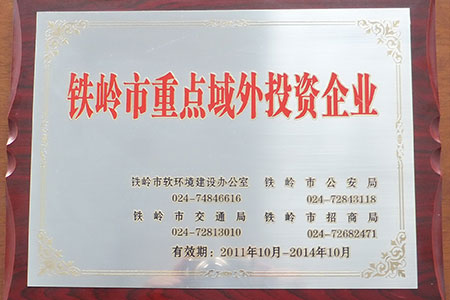 铁岭市重点域外投资企业
铁岭市软环境建设办公室 铁岭市公安局
024-74846616 024-72843118
铁岭市交通局 铁岭市招商局
024-72813010 024-72682471
有效期：2011年10月-2014年10月